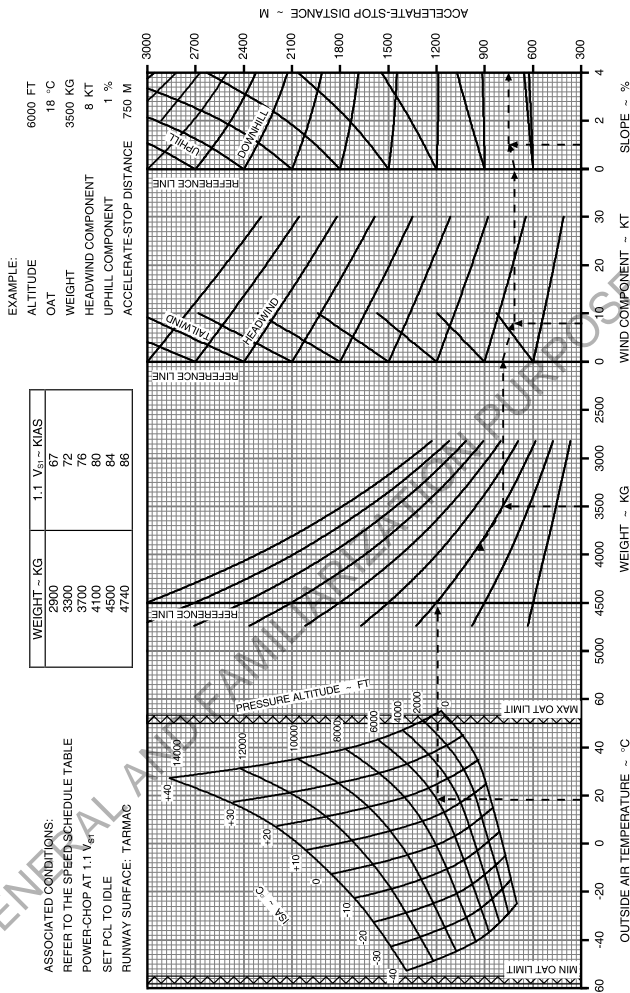 EXAMPLE:
ALTITUDE 6000 FT
OAT 18 °C
WEIGHT 3500 KG
HEADWIND COMPONENT 8 KT
UPHILL COMPONENT 1 %
ACCELERATE-STOP DISTANCE 750 M
WEIGHT ~ KG 1.1 VS1 ~ KIAS
2900 67
3300 72
3700 76
4100 80
4500 84
4740 86
ASSOCIATED CONDITIONS:
REFER TO THE SPEED SCHEDULE TABLE
POWER-CHOP AT 1.1 VS1
SET PCL TO IDLE
RUNWAY SURFACE: TARMAC
ACCELERATE-STOP DISTANCE ~ M
3000
2700
2400
2100
1800
1500
1200
900
600
300
UPHILL
DOWNHILL
REFERENCE LINE
TAILWIND
HEADWIND
REFERENCE LINE
REFERENCE LINE
PRESSURE ALTITUDE ~ FT
14000
12000
10000
8000
6000
4000
2000
0
ISA ~ °C
+40
+30
+20
+10
0
-10
-20
-30
-40
MIN OAT LIMIT
MAX OAT LIMIT
60 -40 -20 0 20 40 60
OUTSIDE AIR TEMPERATURE ~ °C
5000 4500 4000 3500 3000 2500
WEIGHT ~ KG
0 10 20 30
WIND COMPONENT ~ KT
0 2 4
SLOPE ~ %
ENERAL AND FAMILIARIZATION PURPOSE